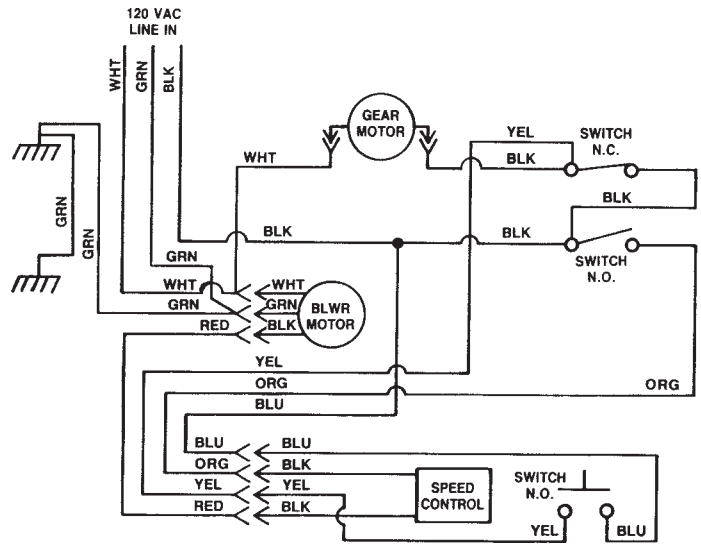 120 VAC
LINE IN
WHT
GRN
BLK
GEAR
MOTOR
YEL
SWITCH
N.C.
WHT
BLK
BLK
GRN
GRN
BLK
BLK
SWITCH
N.O.
GRN
WHT
WHT
GRN
GRN
BLWR
MOTOR
RED
BLK
YEL
ORG
ORG
BLU
BLU
BLU
ORG
BLK
YEL
YEL
RED
BLK
SPEED
CONTROL
SWITCH
N.O.
YEL
BLU